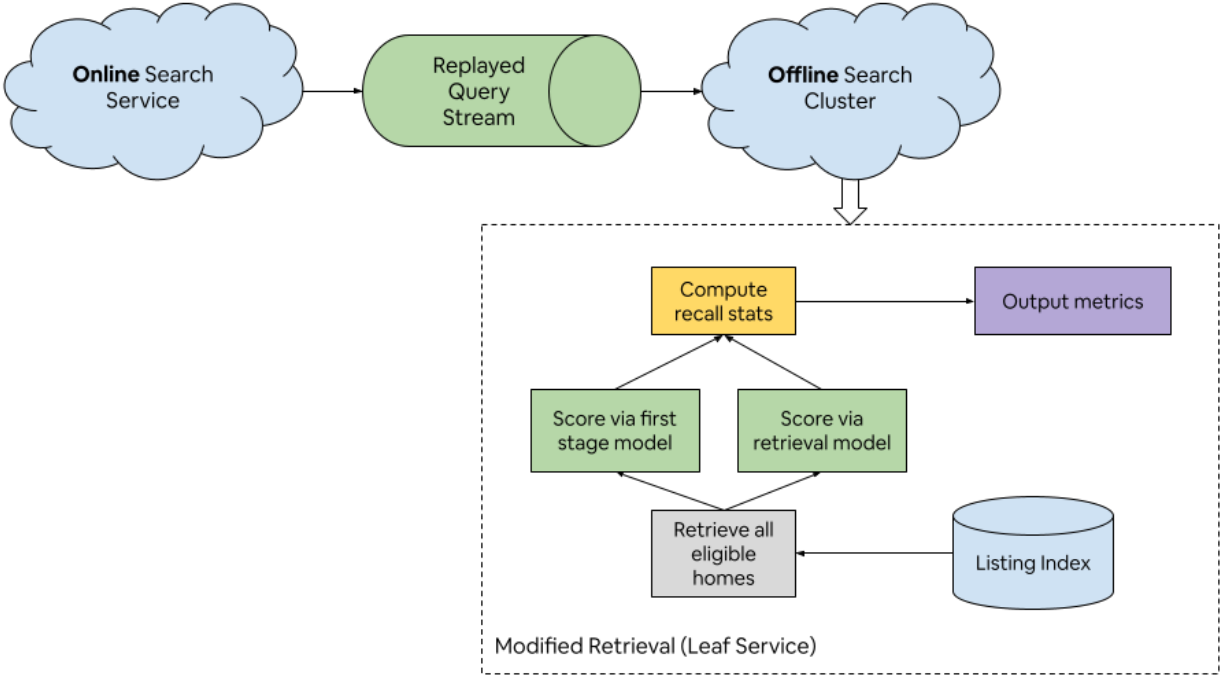 Online Search
Service
Replayed
Query
Stream
Offline Search
Cluster
Compute
recall stats
Output metrics
Score via first
stage model
Score via
retrieval model
Retrieve all
eligible
homes
Listing Index
Modified Retrieval (Leaf Service)